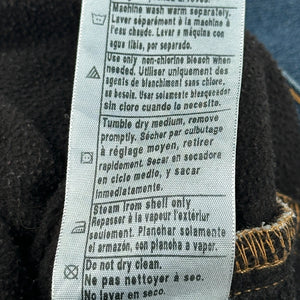 Machine wash warm separately.
Laver séparément à la machine à
l'eau chaude. Lavar a máquina con
agua tibia, por separado.
Use only non-chlorine bleach when
needed. Utiliser uniquement des
agents de blanchiment sans chlore,
si besoin. Usar solamente blanqueador
sin cloro cuando lo necesite.
Tumble dry medium, remove
promptly. Sécher par culbutage
à réglage moyen, retirer
rapidement. Secar en secadora
en ciclo medio, y sacar
inmediatamente.
Steam from shell only
Repasser à la vapeur l'extérieur
seulement. Planchar solamente
el armazón, con plancha a vapor.
Do not dry clean.
Ne pas nettoyer à sec.
No lavar en seco.